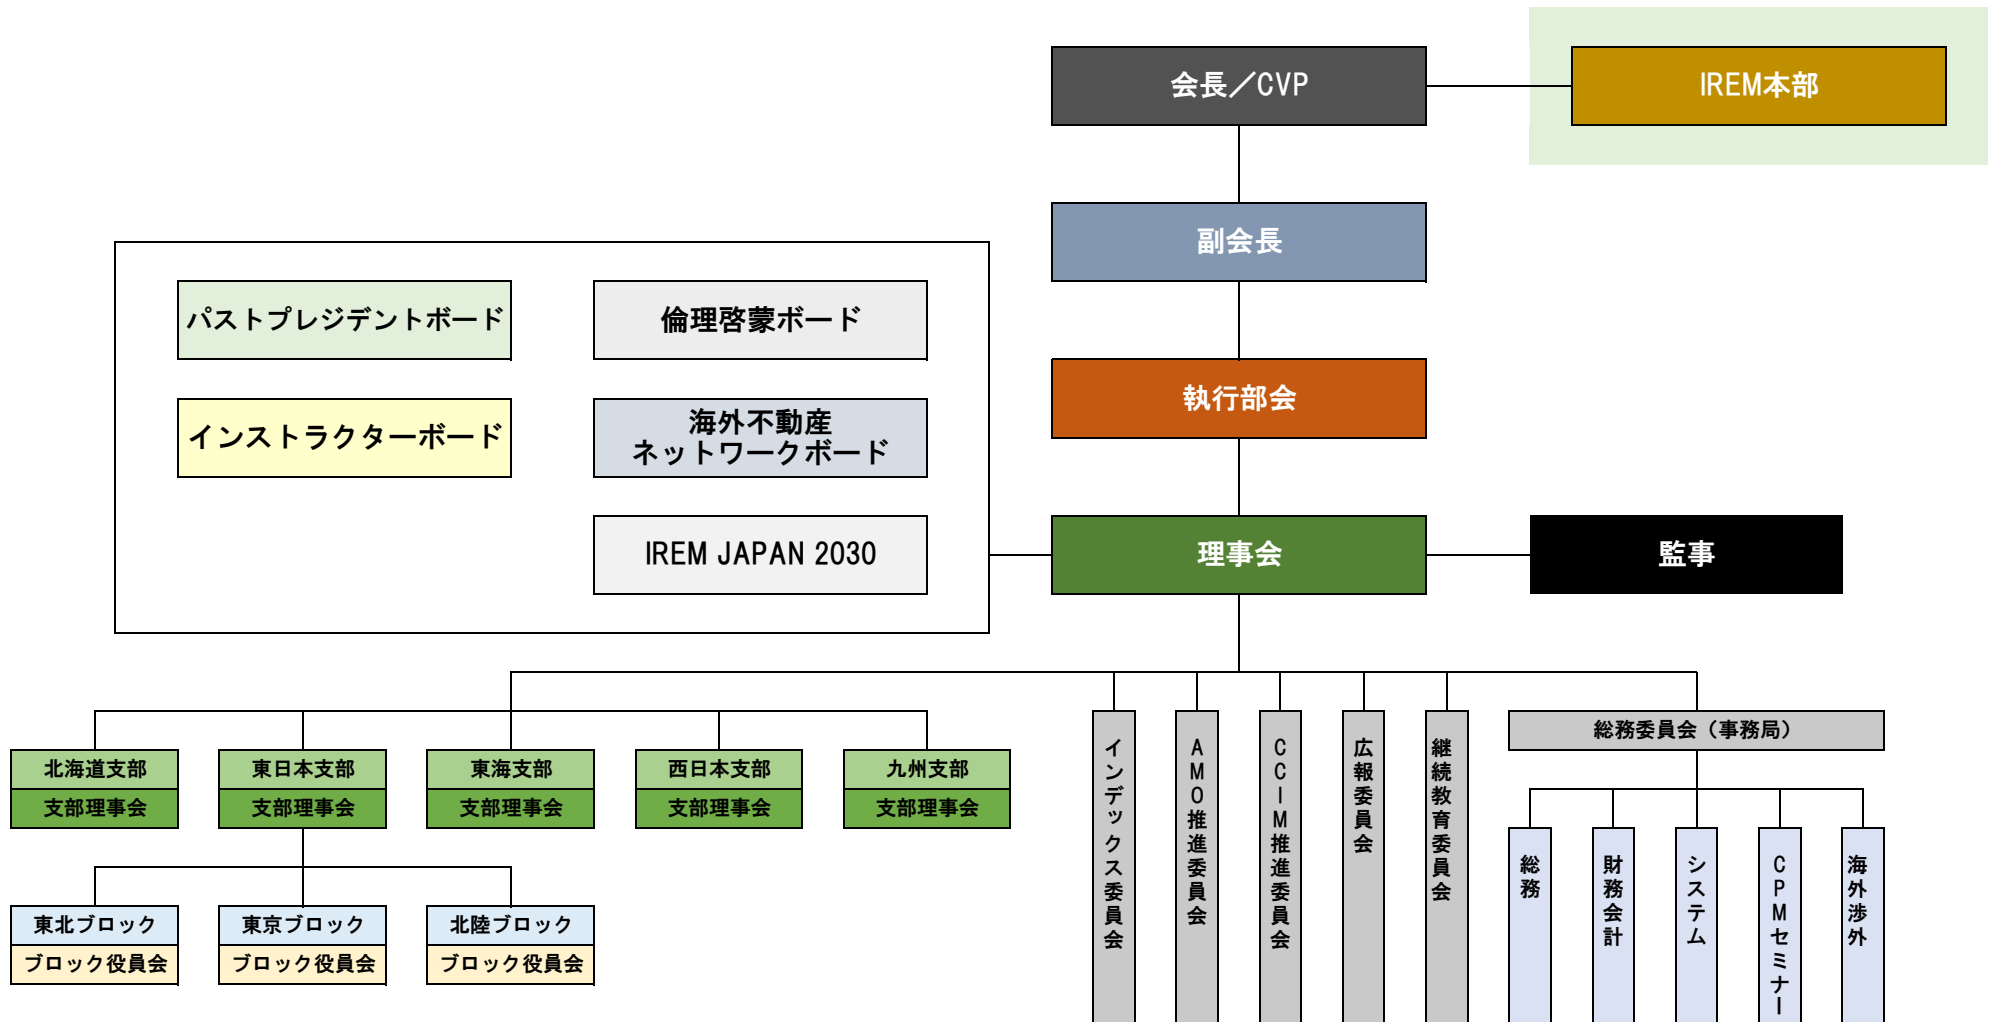 会長／CVP
IREM本部
副会長
パストプレジデントボード
倫理啓蒙ボード
執行部会
インストラクターボード
海外不動産
ネットワークボード
IREM JAPAN 2030
理事会
監事
北海道支部
支部理事会
東日本支部
支部理事会
東海支部
支部理事会
西日本支部
支部理事会
九州支部
支部理事会
東北ブロック
ブロック役員会
東京ブロック
ブロック役員会
北陸ブロック
ブロック役員会
インデックス委員会
AMO推進委員会
CCIM推進委員会
広報委員会
継続教育委員会
総務委員会（事務局）
総務
財務会計
システム
CPMセミナー
海外渉外